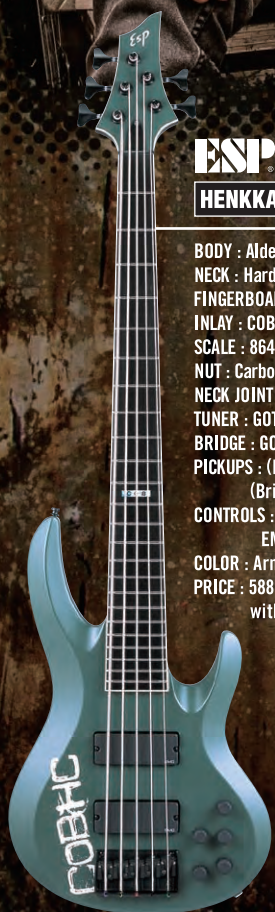 esp
ESP®
HENKKA
BODY : Alde
NECK : Hard
FINGERBOA
INLAY : COB
SCALE : 864
NUT : Carbo
NECK JOINT
TUNER : GOT
BRIDGE : GO
PICKUPS : (
(Bri
CONTROLS :
EM
COLOR : Arr
PRICE : 588
with
COBHC